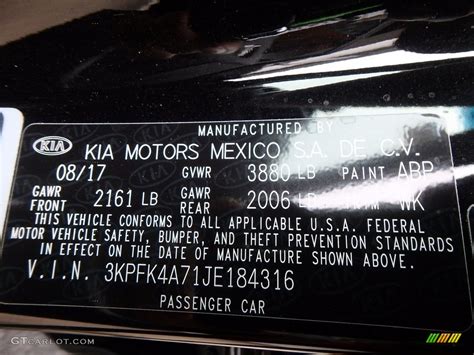 MANUFACTURED BY
KIA KIA MOTORS MEXICO S.A. DE C.V.
08/17 GVWR 3880 LB PAINT ABP
GAWR FRONT 2161 LB GAWR REAR 2006 LB TRIM WK
THIS VEHICLE CONFORMS TO ALL APPLICABLE U.S.A. FEDERAL
MOTOR VEHICLE SAFETY, BUMPER, AND THEFT PREVENTION STANDARDS
IN EFFECT ON THE DATE OF MANUFACTURE SHOWN ABOVE.
V.I.N. 3KPFK4A71JE184316
PASSENGER CAR
© GTCARLOT.COM